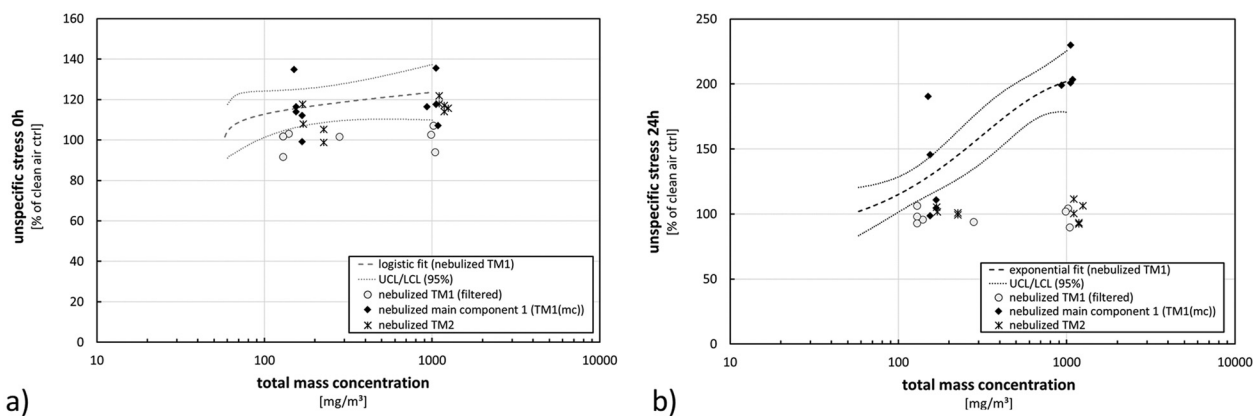 unspecific stress 0h
[% of clean air ctrl]
160
140
120
100
80
60
40
20
0
10
100
1000
10000
total mass concentration
[mg/m³]
logistic fit (nebulized TM1)
UCL/LCL (95%)
nebulized TM1 (filtered)
nebulized main component 1 (TM1(mc))
nebulized TM2
a)
unspecific stress 24h
[% of clean air ctrl]
250
200
150
100
50
0
10
100
1000
10000
total mass concentration
[mg/m³]
exponential fit (nebulized TM1)
UCL/LCL (95%)
nebulized TM1 (filtered)
nebulized main component 1 (TM1(mc))
nebulized TM2
b)